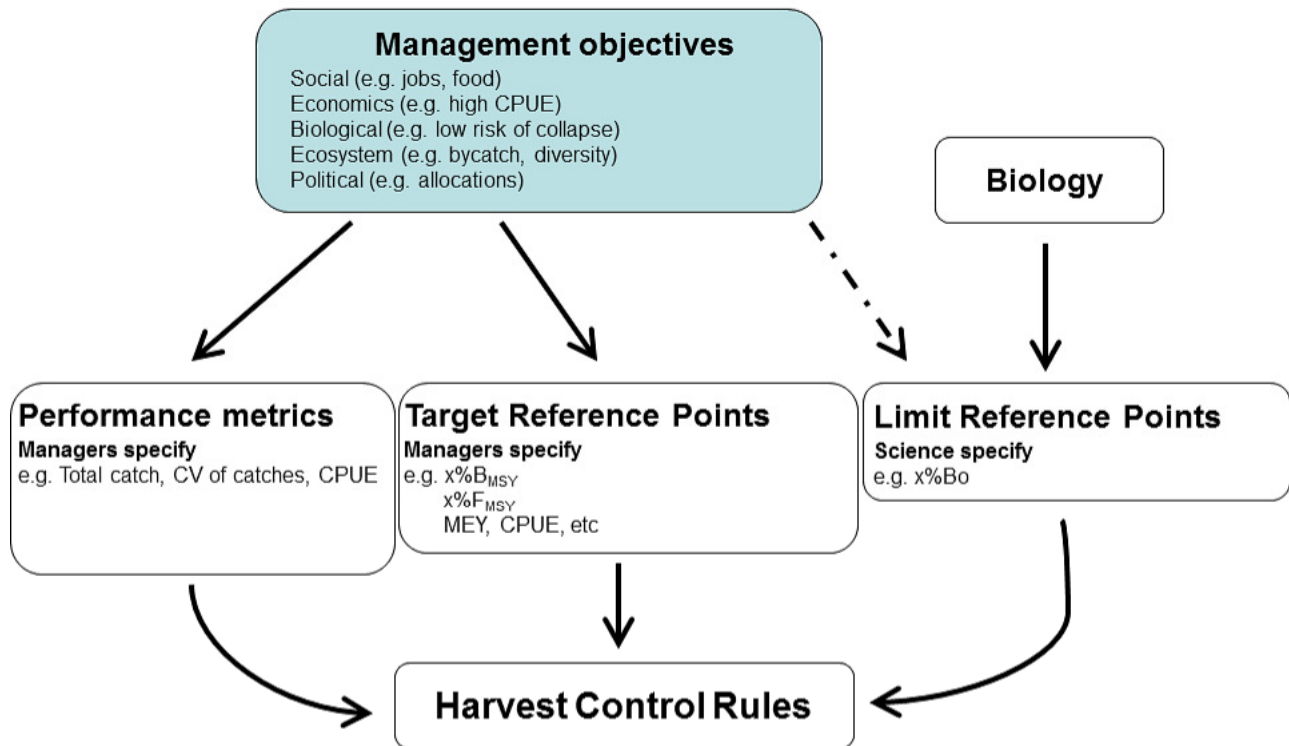 Management objectives
Social (e.g. jobs, food)
Economics (e.g. high CPUE)
Biological (e.g. low risk of collapse)
Ecosystem (e.g. bycatch, diversity)
Political (e.g. allocations)
Biology
Performance metrics
Managers specify
e.g. Total catch, CV of catches, CPUE
Target Reference Points
Managers specify
e.g. x%BMSY
x%FMSY
MEY, CPUE, etc
Limit Reference Points
Science specify
e.g. x%Bo
Harvest Control Rules